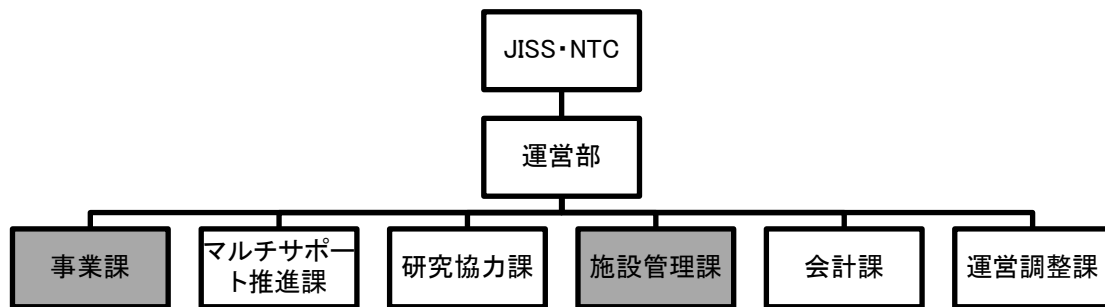 JISS・NTC
運営部
事業課
マルチサポー
ト推進課
研究協力課
施設管理課
会計課
運営調整課